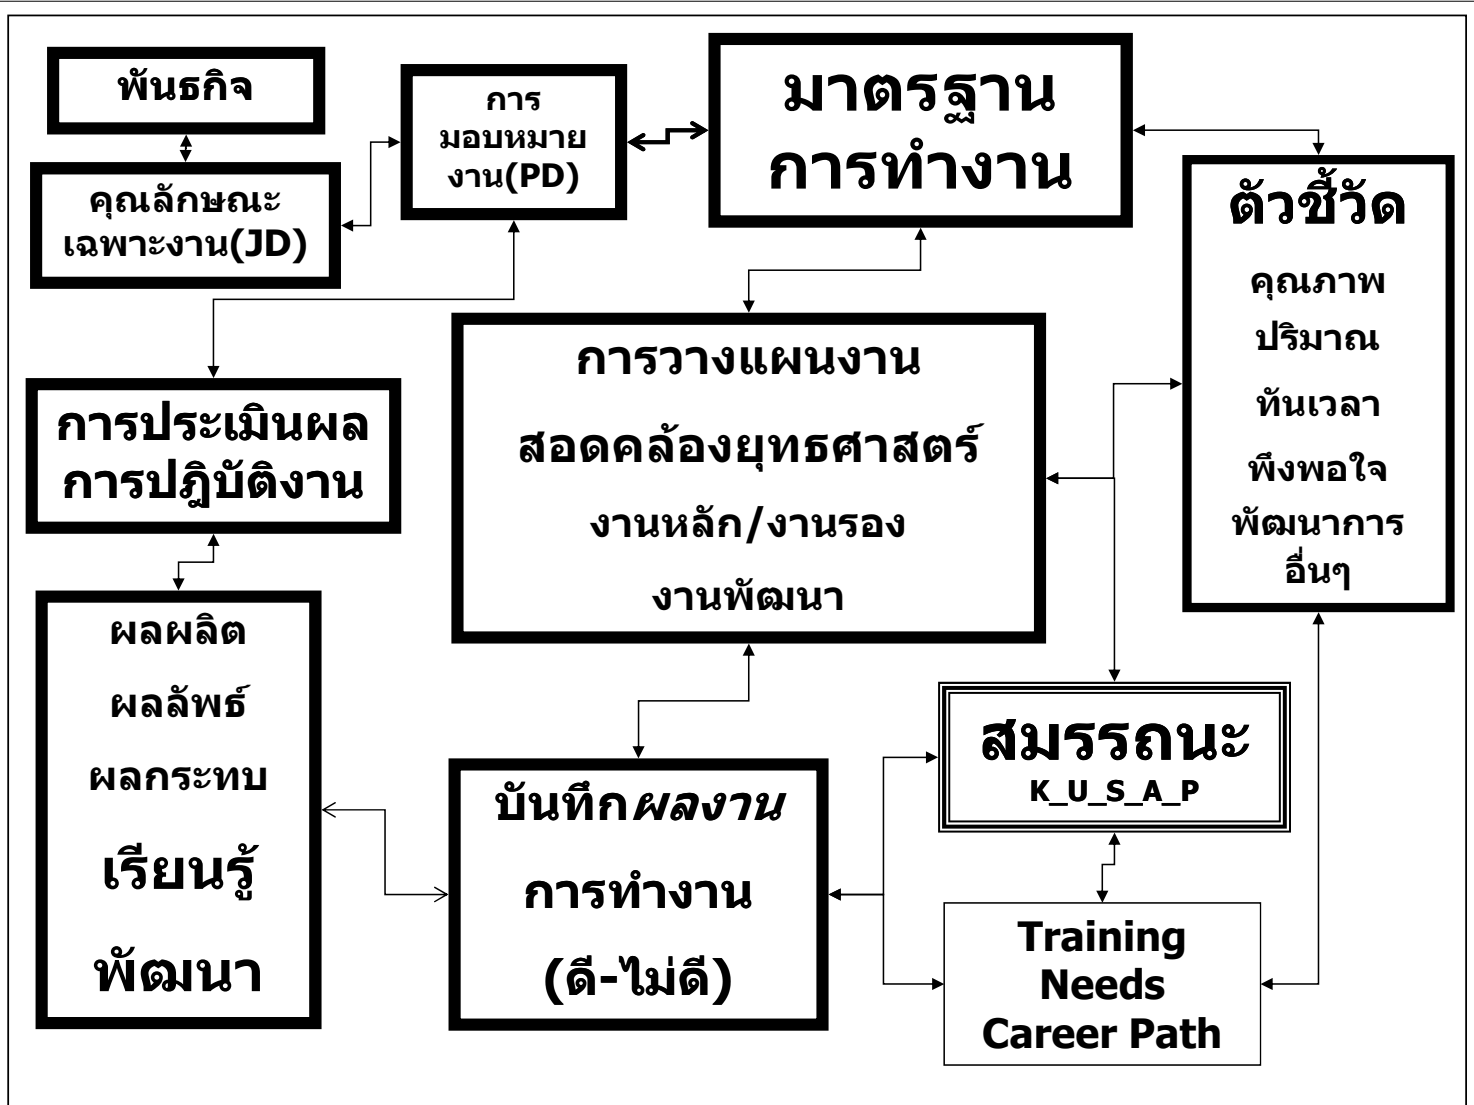 พันธกิจ
คุณลักษณะ
เฉพาะงาน(JD)
การ
มอบหมาย
งาน(PD)
มาตรฐาน
การทำงาน
ตัวชี้วัด
คุณภาพ
ปริมาณ
ทันเวลา
พึงพอใจ
พัฒนาการ
อื่นๆ
การวางแผนงาน
สอดคล้องยุทธศาสตร์
งานหลัก/งานรอง
งานพัฒนา
การประเมินผล
การปฎิบัติงาน
ผลผลิต
ผลลัพธ์
ผลกระทบ
เรียนรู้
พัฒนา
บันทึกผลงาน
การทำงาน
(ดี-ไม่ดี)
สมรรถนะ
K_U_S_A_P
Training
Needs
Career Path